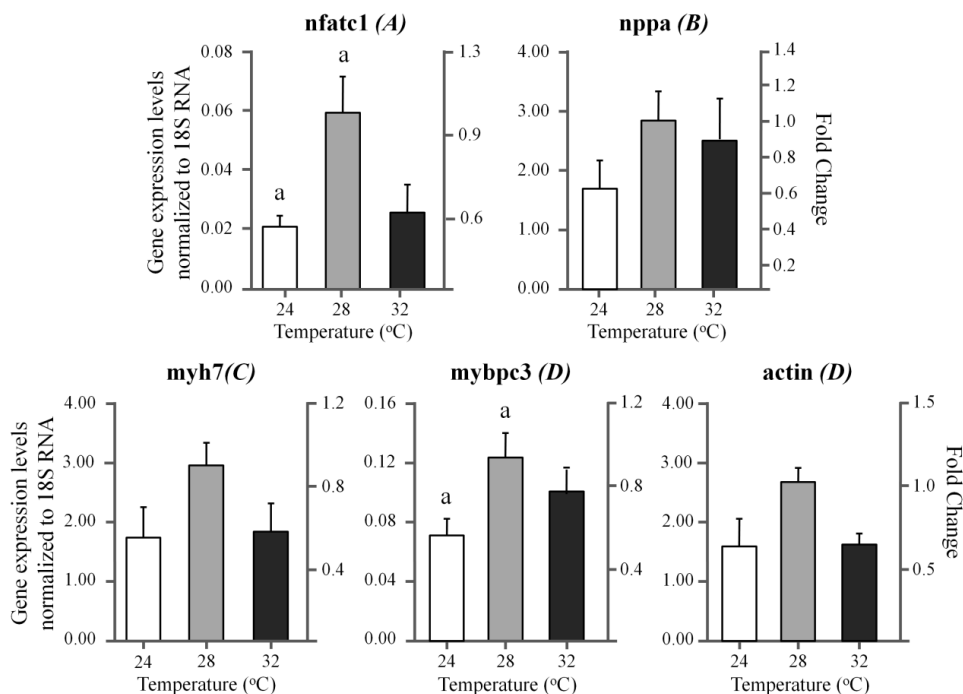 nfatc1 (A)
nppa (B)
Gene expression levels
normalized to 18S RNA
0.08
0.06
0.04
0.02
0.00
a
a
1.3
0.9
0.6
24
28
32
Temperature (°C)
4.00
3.00
2.00
1.00
0.00
1.4
1.2
1.0
0.8
0.6
0.4
0.2
Fold Change
24
28
32
Temperature (°C)
myh7(C)
mybpc3 (D)
actin (D)
Gene expression levels
normalized to 18S RNA
4.00
3.00
2.00
1.00
0.00
1.2
0.8
0.4
24
28
32
Temperature (°C)
0.16
0.12
0.08
0.04
0.00
a
a
1.2
0.8
0.4
24
28
32
Temperature (°C)
4.00
3.00
2.00
1.00
0.00
1.5
1.0
0.5
Fold Change
24
28
32
Temperature (°C)